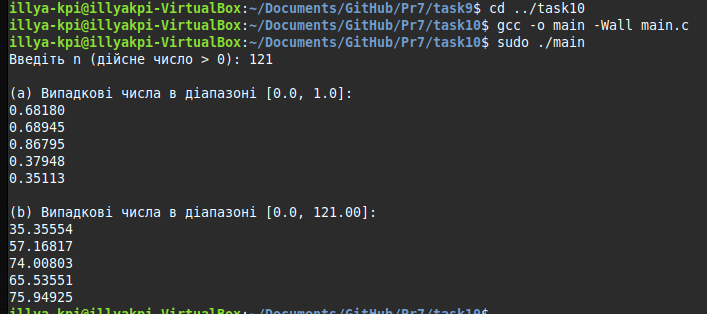 illya-kpi@illyakpi-VirtualBox:~/Documents/GitHub/Pr7/task9$ cd ../task10
illya-kpi@illyakpi-VirtualBox:~/Documents/GitHub/Pr7/task10$ gcc -o main -Wall main.c
illya-kpi@illyakpi-VirtualBox:~/Documents/GitHub/Pr7/task10$ sudo ./main
Введіть n (дійсне число > 0): 121
(a) Випадкові числа в діапазоні [0.0, 1.0]:
0.68180
0.68945
0.86795
0.37948
0.35113
(b) Випадкові числа в діапазоні [0.0, 121.00]:
35.35554
57.16817
74.00803
65.53551
75.94925
illya-kpi@illyakpi-VirtualBox:~/Documents/GitHub/Pr7/task10$